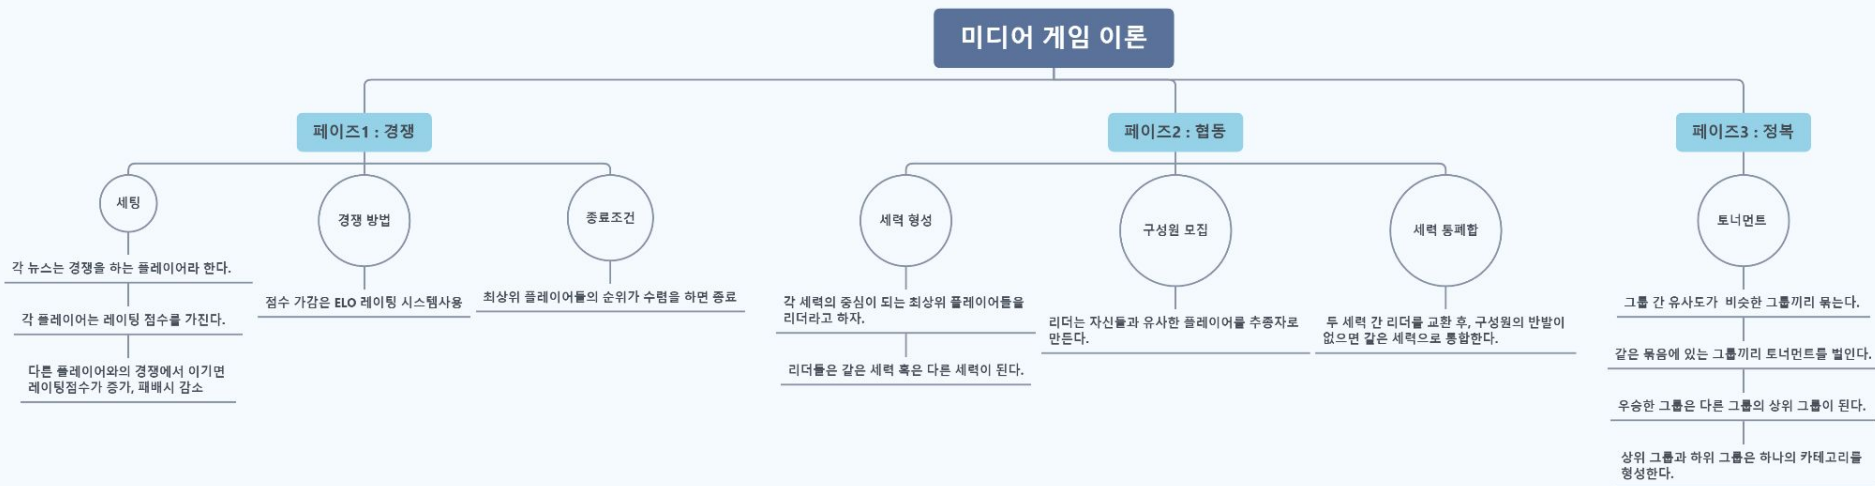 미디어 게임 이론
페이즈1 : 경쟁
페이즈2 : 협동
페이즈3 : 정복
세팅
각 뉴스는 경쟁을 하는 플레이어라 한다.
각 플레이어는 레이팅 점수를 가진다.
다른 플레이어와의 경쟁에서 이기면
레이팅점수가 증가, 패배시 감소
경쟁 방법
점수 가감은 ELO 레이팅 시스템사용
종료조건
최상위 플레이어들의 순위가 수렴을 하면 종료
세력 형성
각 세력의 중심이 되는 최상위 플레이어들을
리더라고 하자.
리더들은 같은 세력 혹은 다른 세력이 된다.
구성원 모집
리더는 자신들과 유사한 플레이어를 추종자로
만든다.
세력 통폐합
두 세력 간 리더를 교환 후, 구성원의 반발이
없으면 같은 세력으로 통합한다.
토너먼트
그룹 간 유사도가 비슷한 그룹끼리 묶는다.
같은 묶음에 있는 그룹끼리 토너먼트를 벌인다.
우승한 그룹은 다른 그룹의 상위 그룹이 된다.
상위 그룹과 하위 그룹은 하나의 카테고리를
형성한다.